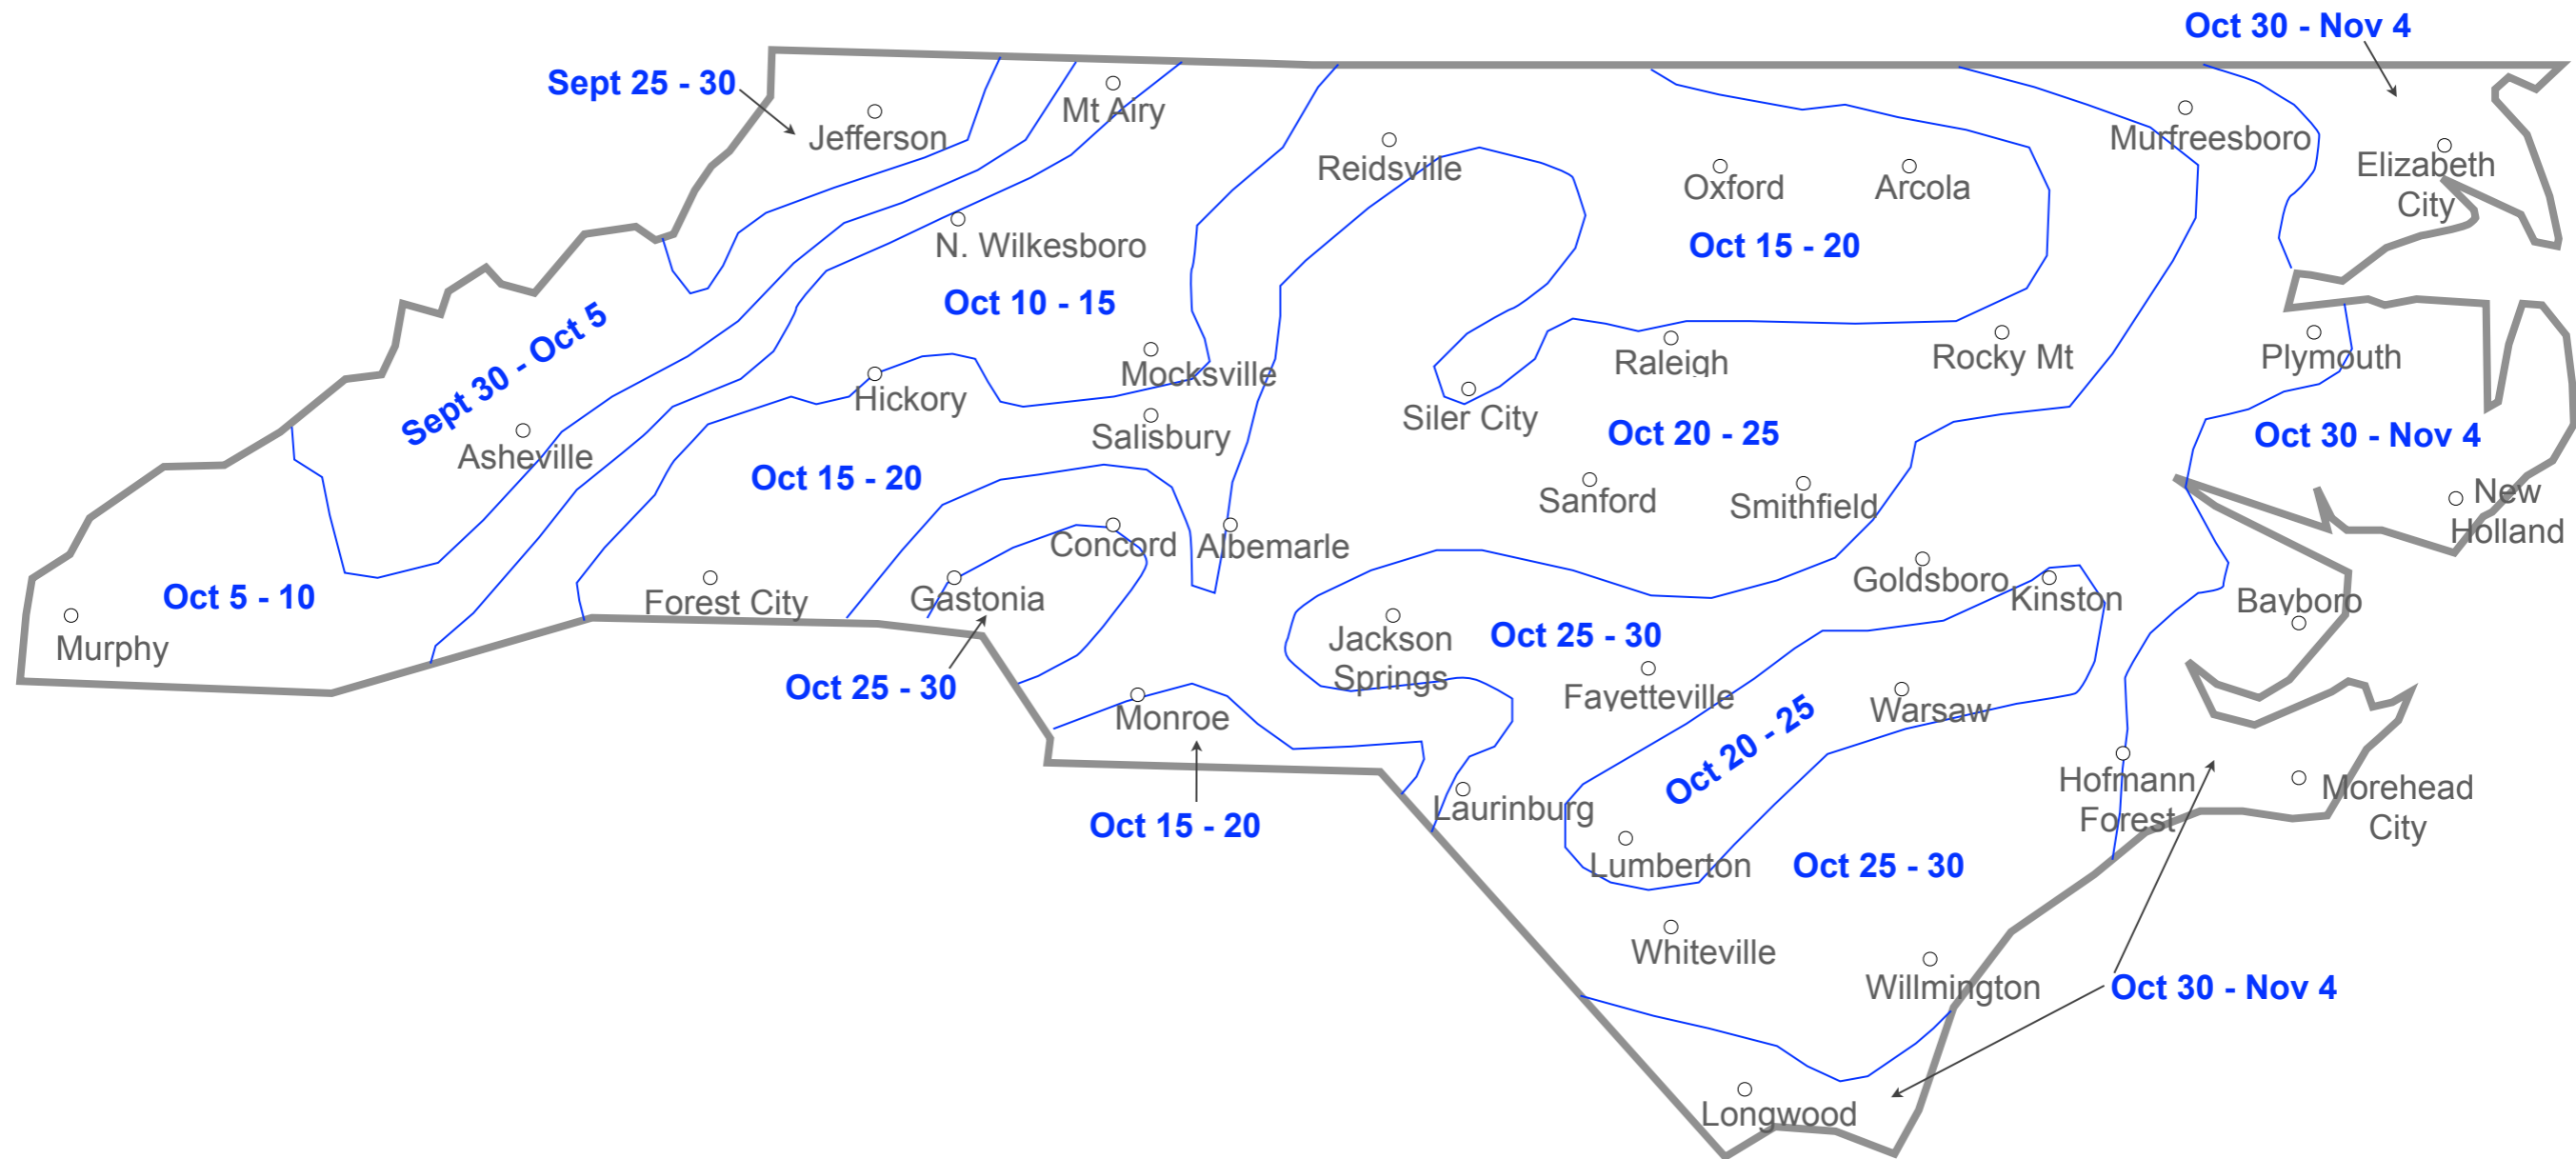 Oct 30 - Nov 4
Sept 25 - 30
Jefferson
Mt Airy
Murfreesboro
Reidsville
Elizabeth
City
Oxford
Arcola
N. Wilkesboro
Oct 15 - 20
Oct 10 - 15
Sept 30 - Oct 5
Mocksville
Hickory
Raleigh
Rocky Mt
Plymouth
Siler City
Salisbury
Asheville
Oct 20 - 25
Oct 30 - Nov 4
Oct 15 - 20
Sanford
Smithfield
New
Holland
Concord
Albemarle
Goldsboro
Kinston
Bayboro
Oct 5 - 10
Forest City
Gastonia
Murphy
Jackson
Springs
Oct 25 - 30
Oct 25 - 30
Fayetteville
Warsaw
Monroe
Oct 20 - 25
Hofmann
Forest
Morehead
City
Oct 15 - 20
Laurinburg
Lumberton
Oct 25 - 30
Whiteville
Willmington
Oct 30 - Nov 4
Longwood